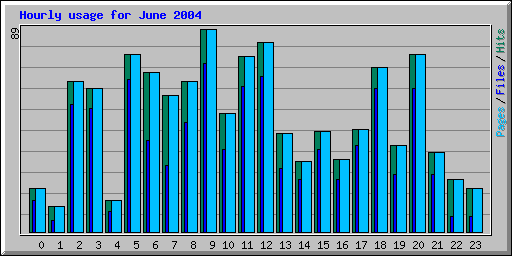 Hourly usage for June 2004
89
Pages/Files/Hits
0 1 2 3 4 5 6 7 8 9 10 11 12 13 14 15 16 17 18 19 20 21 22 23